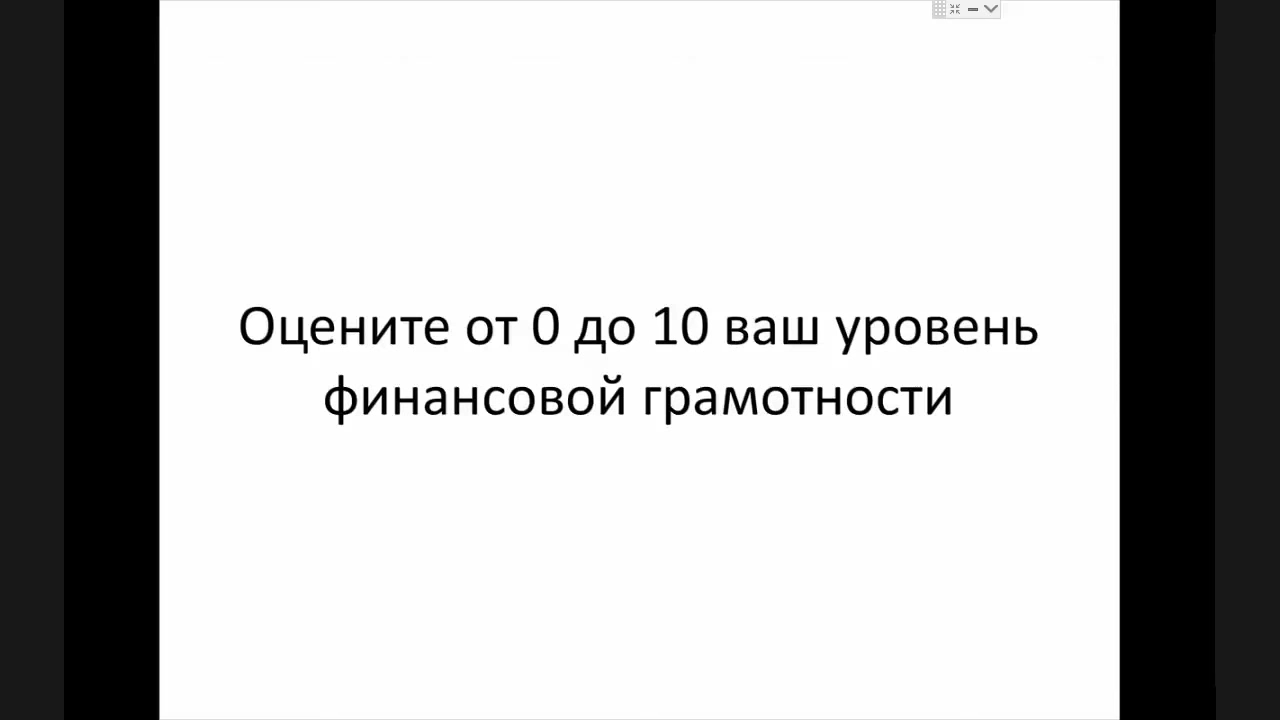 Оцените от 0 до 10 ваш уровень
финансовой грамотности